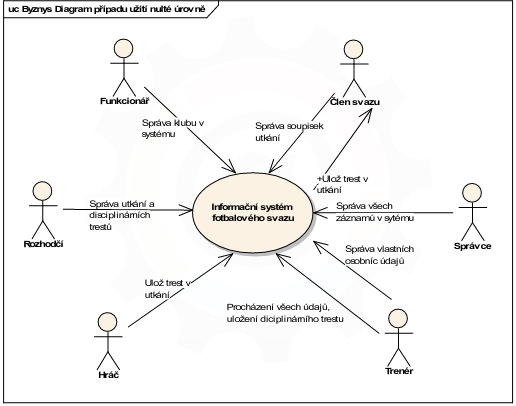 uc Byznys Diagram případu užití nulté úrovně
Funkcionář
Člen svazu
Správa klubu v
systému
Správa soupisek
utkání
+Ulož trest v
utkání
Informační systém
fotbalového svazu
Rozhodčí
Správa utkání a
disciplinárních
trestů
Správa všech
záznamů v sytému
Správce
Správa vlastních
osobníc údajů
Ulož trest v
utkání
Procházení všech údajů,
uložení diciplinárního trestu
Hráč
Trenér